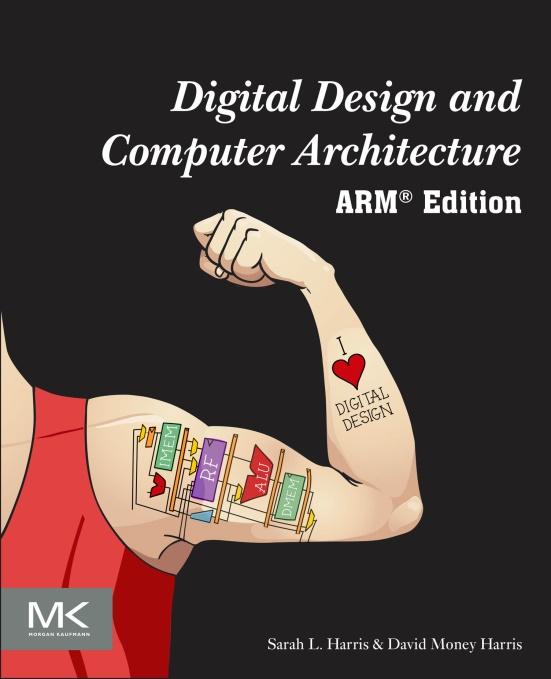 Digital Design and
Computer Architecture
ARM® Edition
I
DIGITAL
DESIGN
IMEM
RF
ALU
DMEM
MK
MORGAN KAUFMANN
Sarah L. Harris & David Money Harris